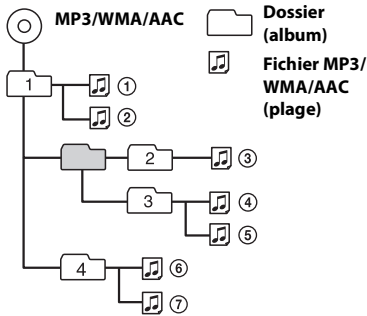 MP3/WMA/AAC
Dossier
(album)
Fichier MP3/
WMA/AAC
(plage)
1
①
②
2
③
3
④
⑤
4
⑥
⑦